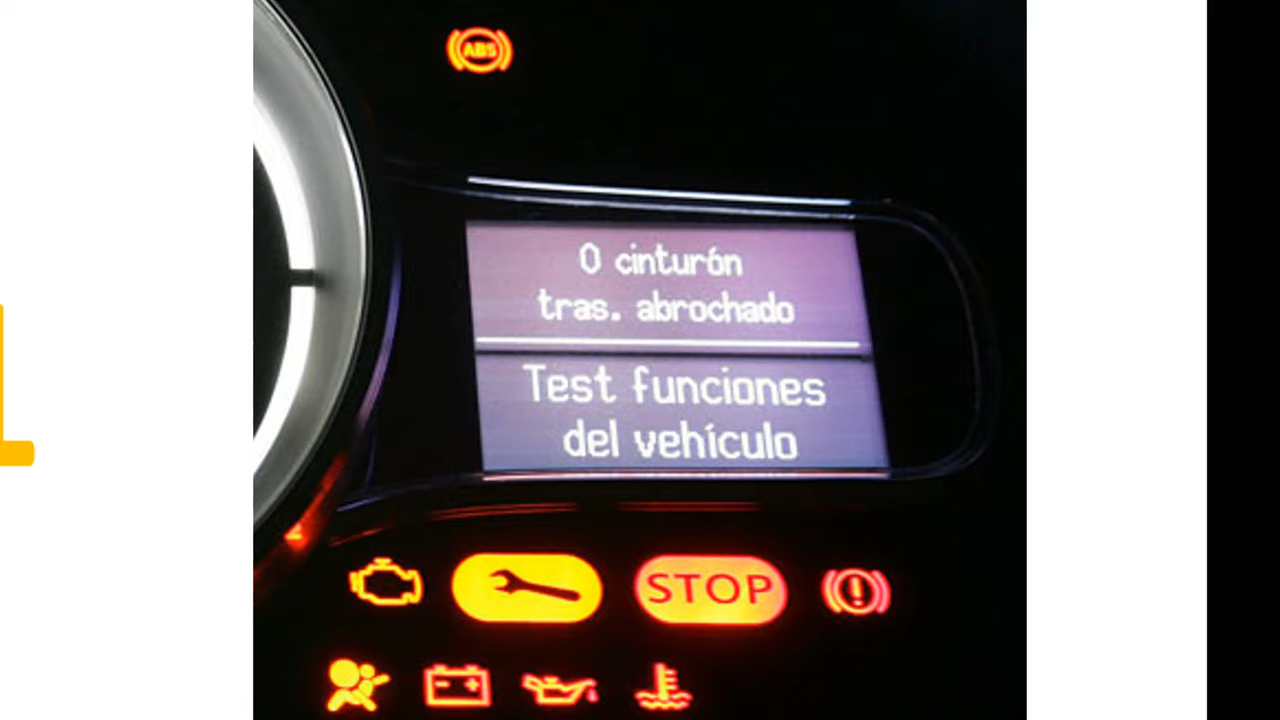 ABS
0 cinturón
tras. abrochado
Test funciones
del vehículo
STOP